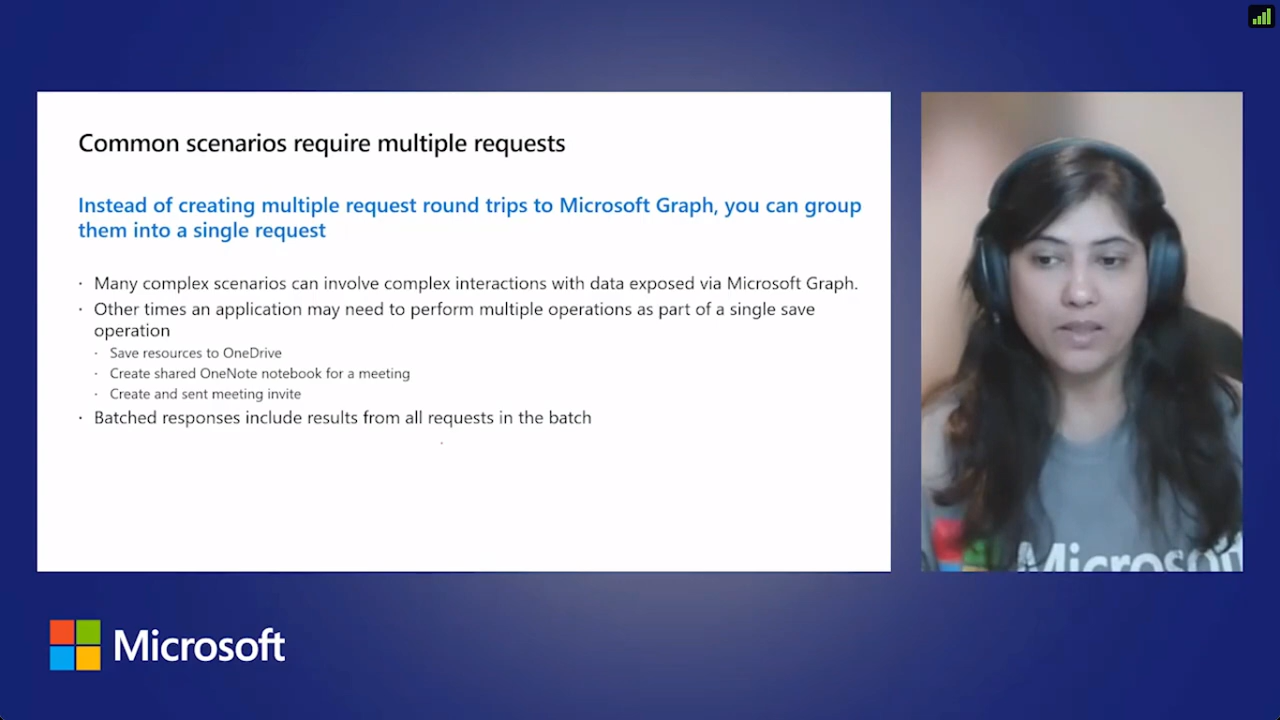 Common scenarios require multiple requests
Instead of creating multiple request round trips to Microsoft Graph, you can group
them into a single request
· Many complex scenarios can involve complex interactions with data exposed via Microsoft Graph.
· Other times an application may need to perform multiple operations as part of a single save
operation
· Save resources to OneDrive
· Create shared OneNote notebook for a meeting
· Create and sent meeting invite
· Batched responses include results from all requests in the batch
Microsoft
Microsoft